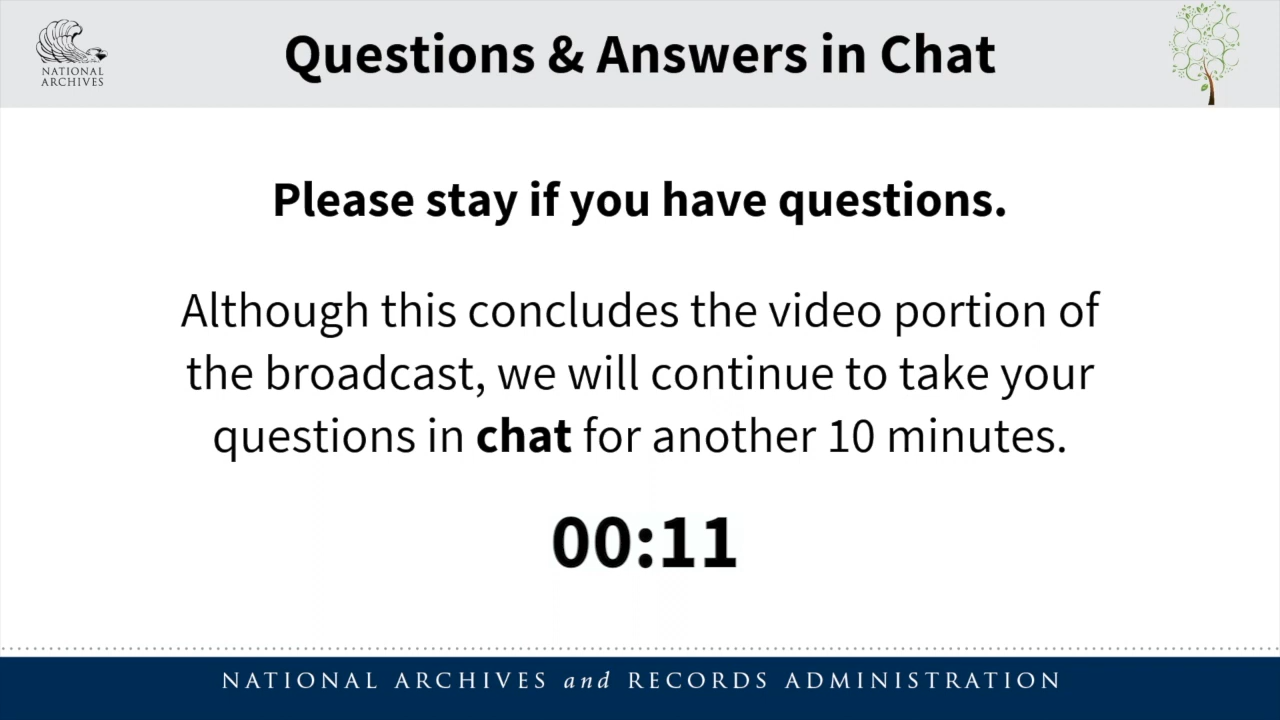 NATIONAL
ARCHIVES
Questions & Answers in Chat
Please stay if you have questions.
Although this concludes the video portion of
the broadcast, we will continue to take your
questions in chat for another 10 minutes.
00:11
NATIONAL ARCHIVES and RECORDS ADMINISTRATION